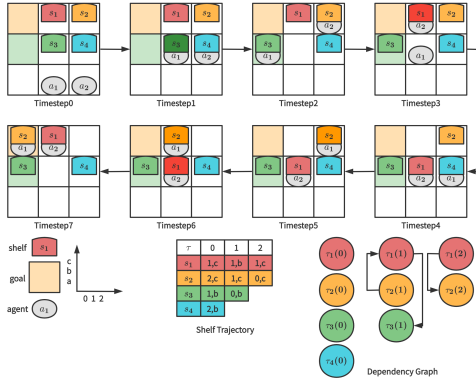 s1 s2 s1 s2 s1 s2 s1 s2
a2 a2
s3 s4 s3 s4 s3 s4 s3 s4
a1 a2 a1 a1
a1 a2
Timestep0 Timestep1 Timestep2 Timestep3
s2 s1 s2 s2 s2
a1 a2 a1 a1
s3 s4 s3 s1 s4 s3 s1 s4 s3 s1 s4
a2 a2 a2 a1
Timestep7 Timestep6 Timestep5 Timestep4
shelf s1
goal
agent a1
c
b
a
0 1 2
τ 0 1 2
s1 1,c 1,b 1,c
s2 2,c 1,c 0,c
s3 1,b 0,b
s4 2,b
Shelf Trajectory
τ1(0) τ1(1) τ1(2)
τ2(0) τ2(1) τ2(2)
τ3(0) τ3(1)
τ4(0)
Dependency Graph